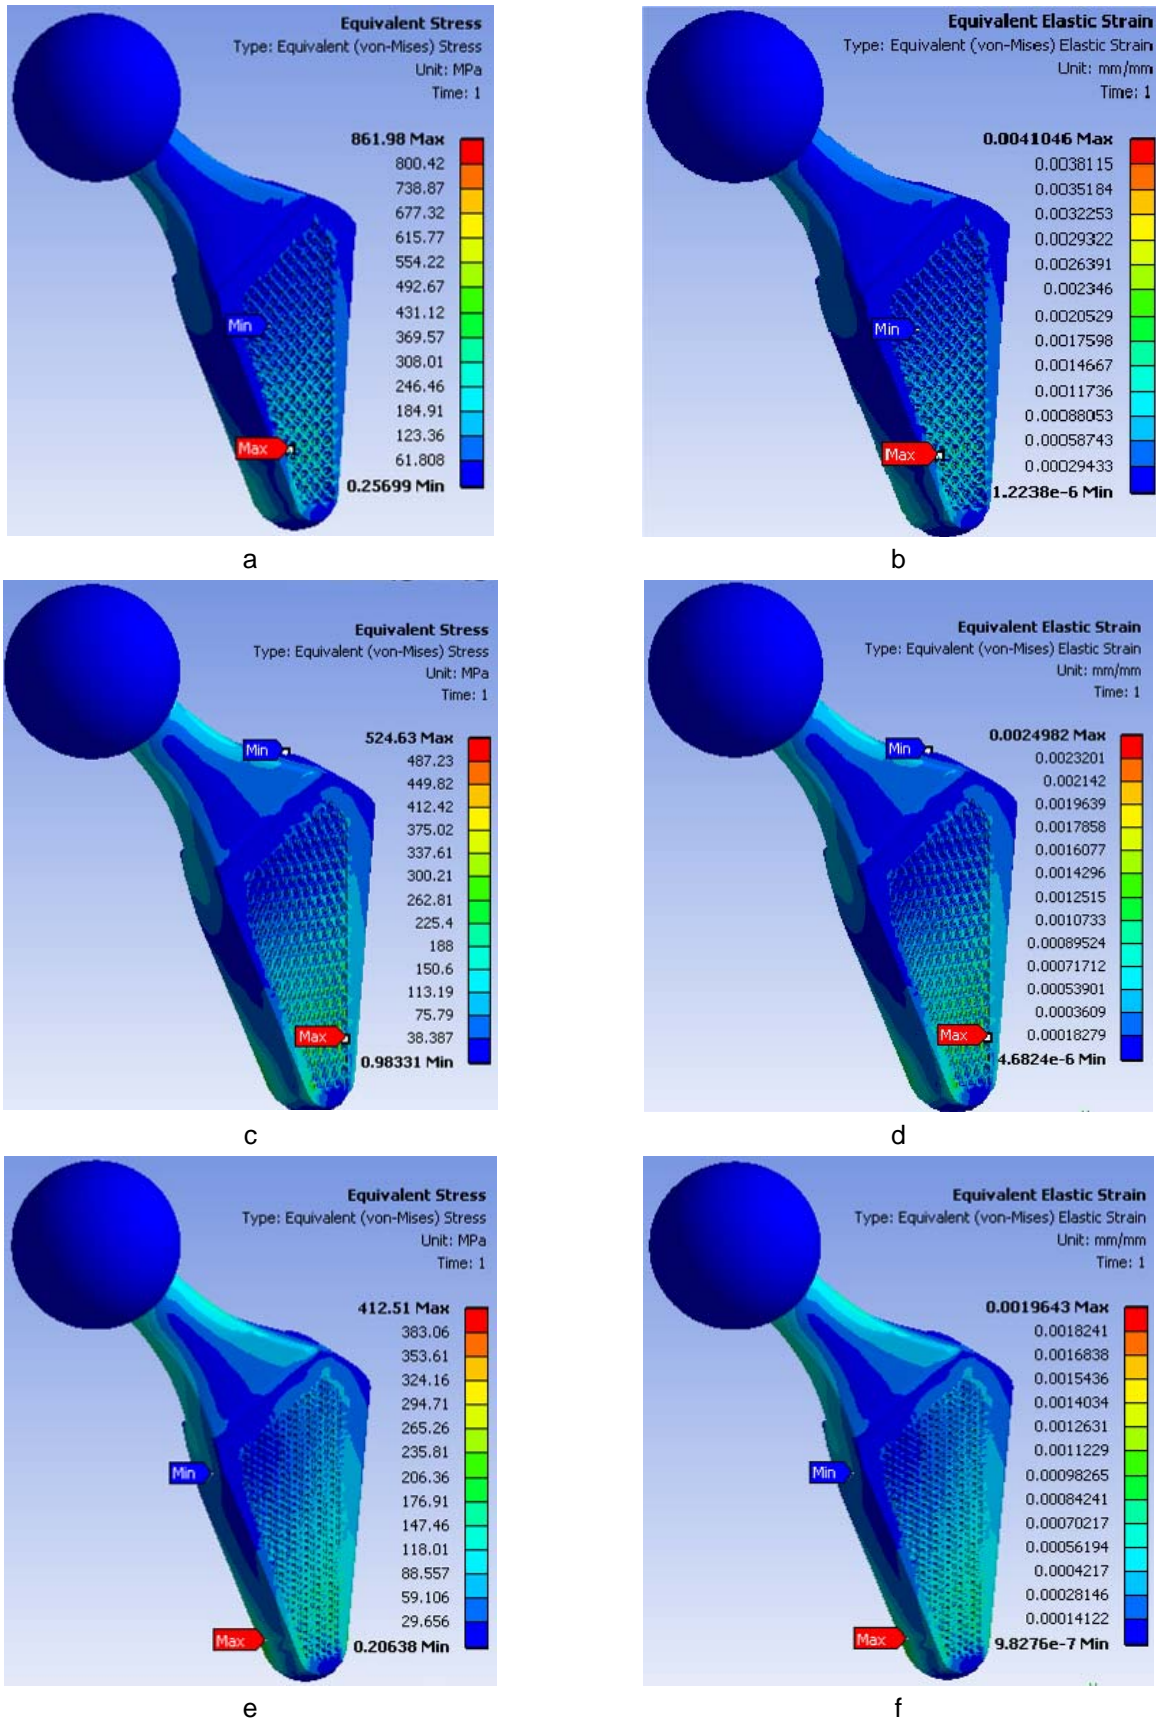 Equivalent Stress
Type: Equivalent (von-Mises) Stress
Unit: MPa
Time: 1
861.98 Max
800.42
738.87
677.32
615.77
554.22
492.67
431.12
369.57
308.01
246.46
184.91
123.36
61.808
0.25699 Min
Min
Max
a
Equivalent Elastic Strain
Type: Equivalent (von-Mises) Elastic Strain
Unit: mm/mm
Time: 1
0.0041046 Max
0.0038115
0.0035184
0.0032253
0.0029322
0.0026391
0.002346
0.0020529
0.0017598
0.0014667
0.0011736
0.00088053
0.00058743
0.00029433
1.2238e-6 Min
Min
Max
b
Equivalent Stress
Type: Equivalent (von-Mises) Stress
Unit: MPa
Time: 1
524.63 Max
487.23
449.82
412.42
375.02
337.61
300.21
262.81
225.4
188
150.6
113.19
75.79
38.387
0.98331 Min
Min
Max
c
Equivalent Elastic Strain
Type: Equivalent (von-Mises) Elastic Strain
Unit: mm/mm
Time: 1
0.0024982 Max
0.0023201
0.002142
0.0019639
0.0017858
0.0016077
0.0014296
0.0012515
0.0010733
0.00089524
0.00071712
0.00053901
0.0003609
0.00018279
4.6824e-6 Min
Min
Max
d
Equivalent Stress
Type: Equivalent (von-Mises) Stress
Unit: MPa
Time: 1
412.51 Max
383.06
353.61
324.16
294.71
265.26
235.81
206.36
176.91
147.46
118.01
88.557
59.106
29.656
0.20638 Min
Min
Max
e
Equivalent Elastic Strain
Type: Equivalent (von-Mises) Elastic Strain
Unit: mm/mm
Time: 1
0.0019643 Max
0.0018241
0.0016838
0.0015436
0.0014034
0.0012631
0.0011229
0.00098265
0.00084241
0.00070217
0.00056194
0.0004217
0.00028146
0.00014122
9.8276e-7 Min
Min
Max
f